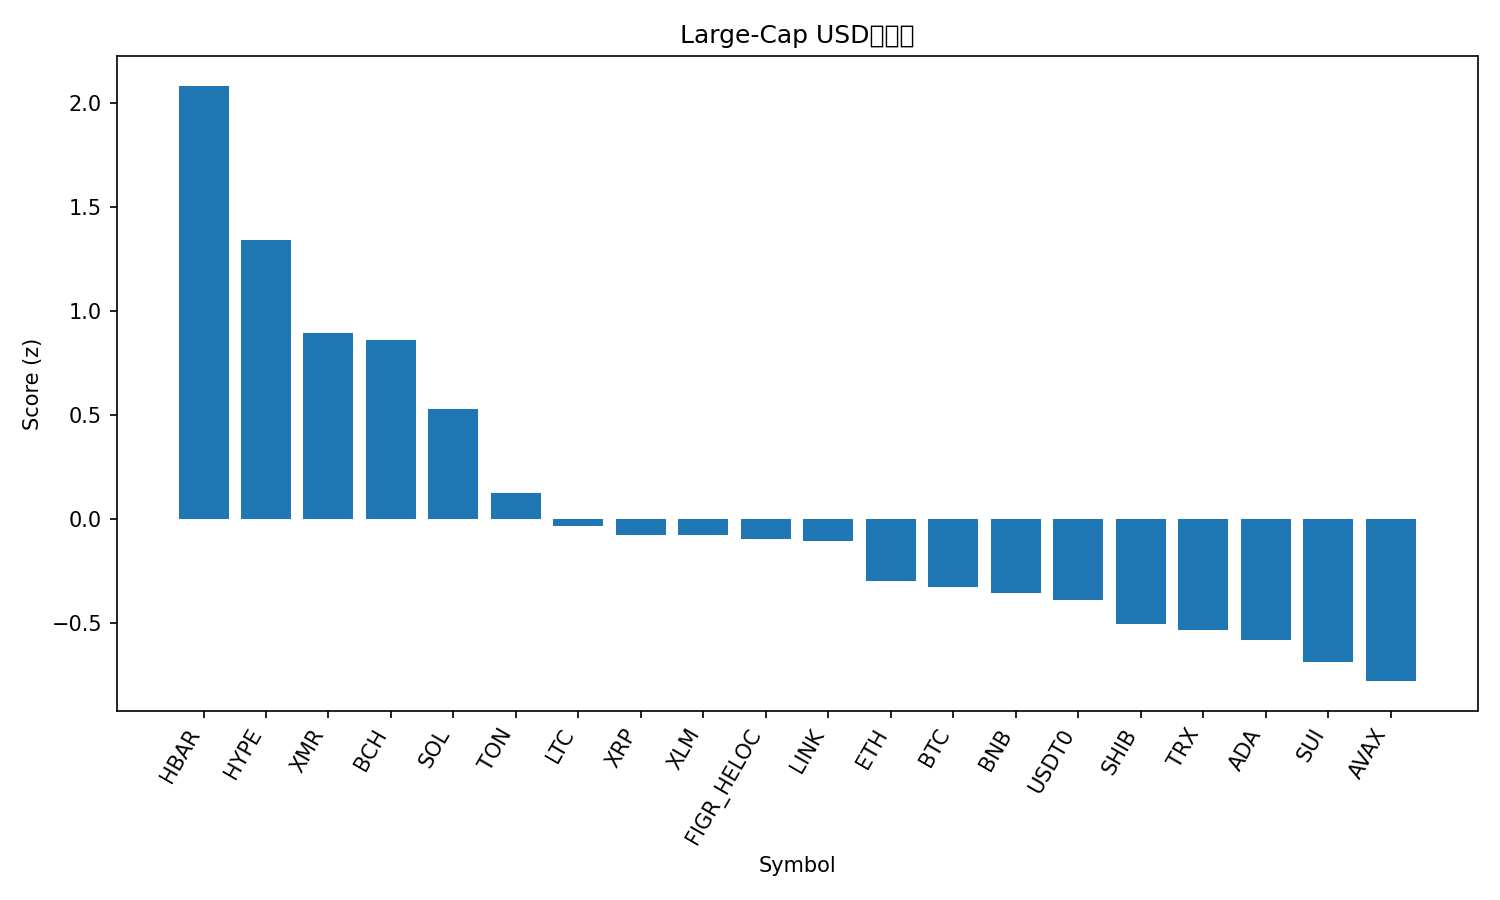 Large-Cap USD
Score (z)
2.0
1.5
1.0
0.5
0.0
−0.5
HBAR
HYPE
XMR
BCH
SOL
TON
LTC
XRP
XLM
FIGR_HELOC
LINK
ETH
BTC
BNB
USDT0
SHIB
TRX
ADA
SUI
AVAX
Symbol